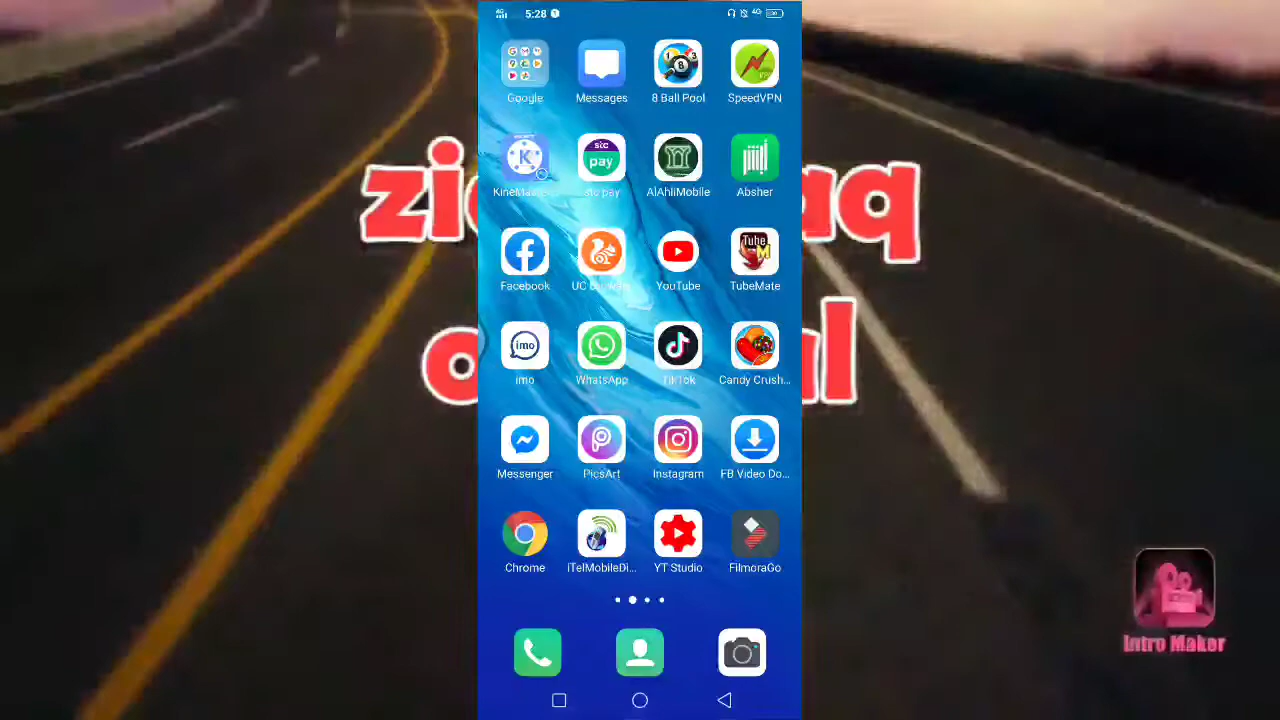 5:28
Google Messages 8 Ball Pool SpeedVPN
stc pay AlAhliMobile Absher
Facebook UC YouTube TubeMate
imo WhatsApp TikTok Candy Crush...
Messenger PicsArt Instagram FB Video Do...
Chrome iTelMobileDi... YT Studio FilmoraGo
Intro Maker